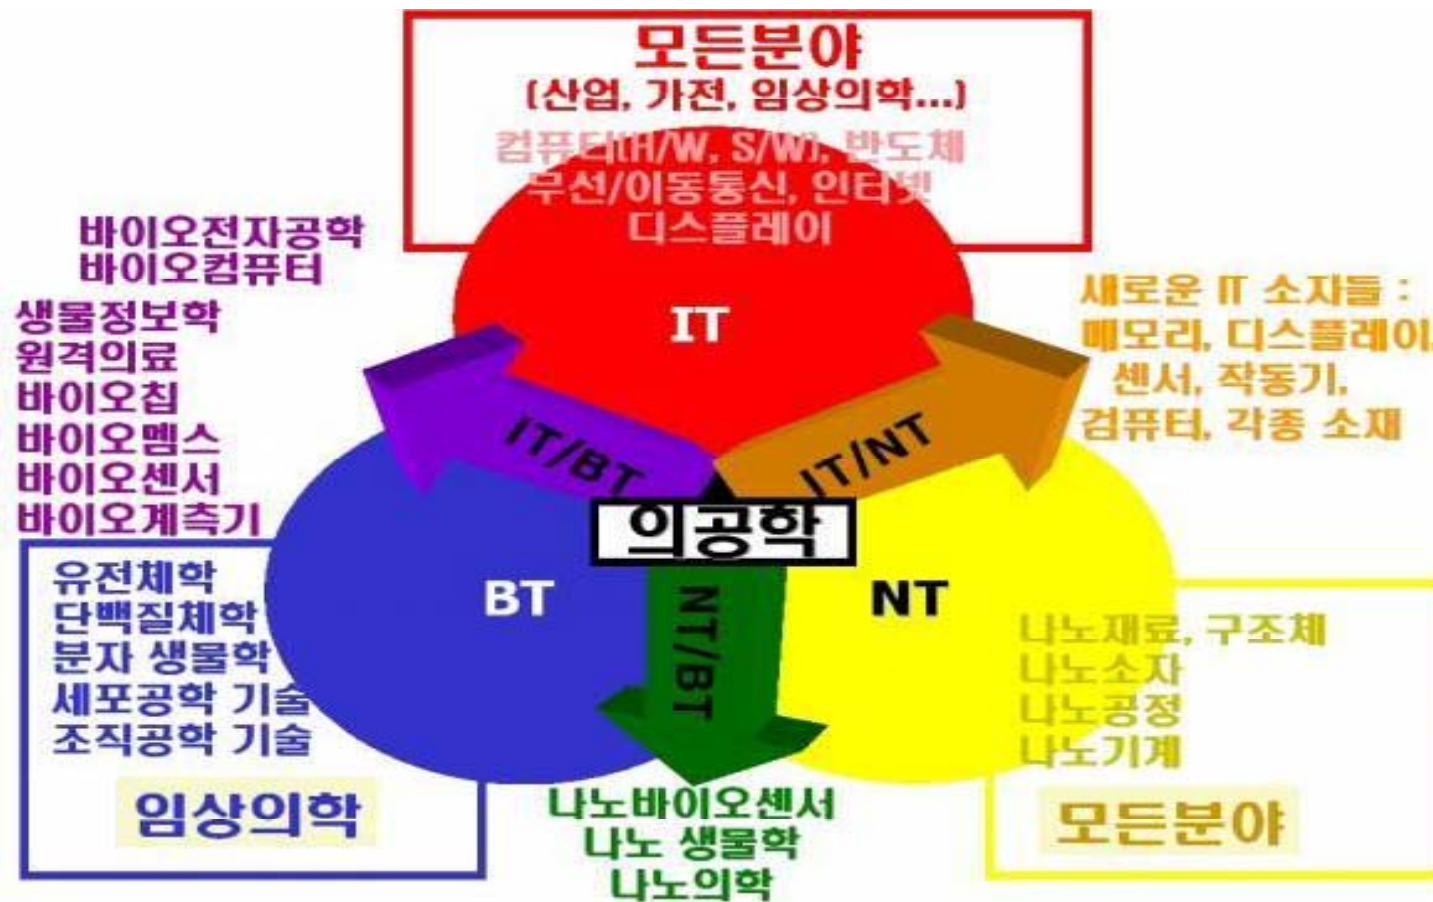 모든분야
(산업, 가전, 임상의학...)
컴퓨터(H/W, S/W), 반도체
무선/이동통신, 인터넷
디스플레이
IT
바이오전자공학
바이오컴퓨터
생물정보학
원격의료
바이오칩
바이오멤스
바이오센서
바이오계측기
IT/BT
새로운 IT 소자들 :
메모리, 디스플레이,
센서, 작동기,
컴퓨터, 각종 소재
IT/NT
의공학
BT
유전체학
단백질체학
분자 생물학
세포공학 기술
조직공학 기술
임상의학
NT/BT
나노바이오센서
나노 생물학
나노의학
NT
나노재료, 구조체
나노소자
나노공정
나노기계
모든분야